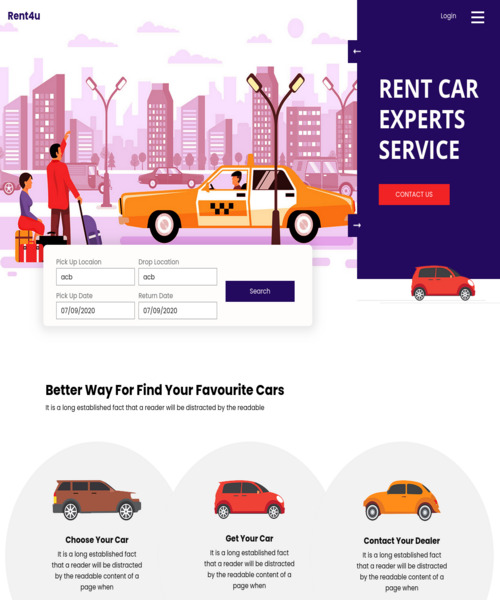 Rent4u
Login
←
RENT CAR
EXPERTS
SERVICE
CONTACT US
→
Pick Up Locaion
Drop Location
acb
acb
Pick Up Date
Return Date
07/09/2020
07/09/2020
Search
Better Way For Find Your Favourite Cars
It is a long established fact that a reader will be distracted by the readable
Choose Your Car
It is a long established fact
that a reader will be distracted
by the readable content of a
page when
Get Your Car
It is a long established fact
that a reader will be distracted
by the readable content of a
page when
Contact Your Dealer
It is a long established fact
that a reader will be distracted
by the readable content of a
page when